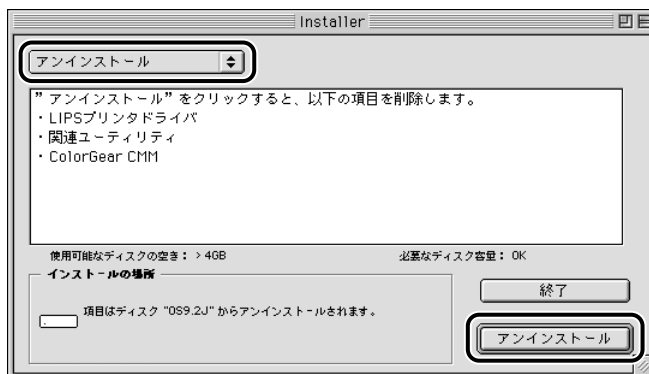 Installer
アンインストール
”アンインストール”をクリックすると、以下の項目を削除します。
・LIPSプリンタドライバ
・関連ユーティリティ
・ColorGear CMM
使用可能なディスクの空き： > 4GB
必要なディスク容量： OK
インストールの場所
項目はディスク "OS9.2J" からアンインストールされます。
終了
アンインストール